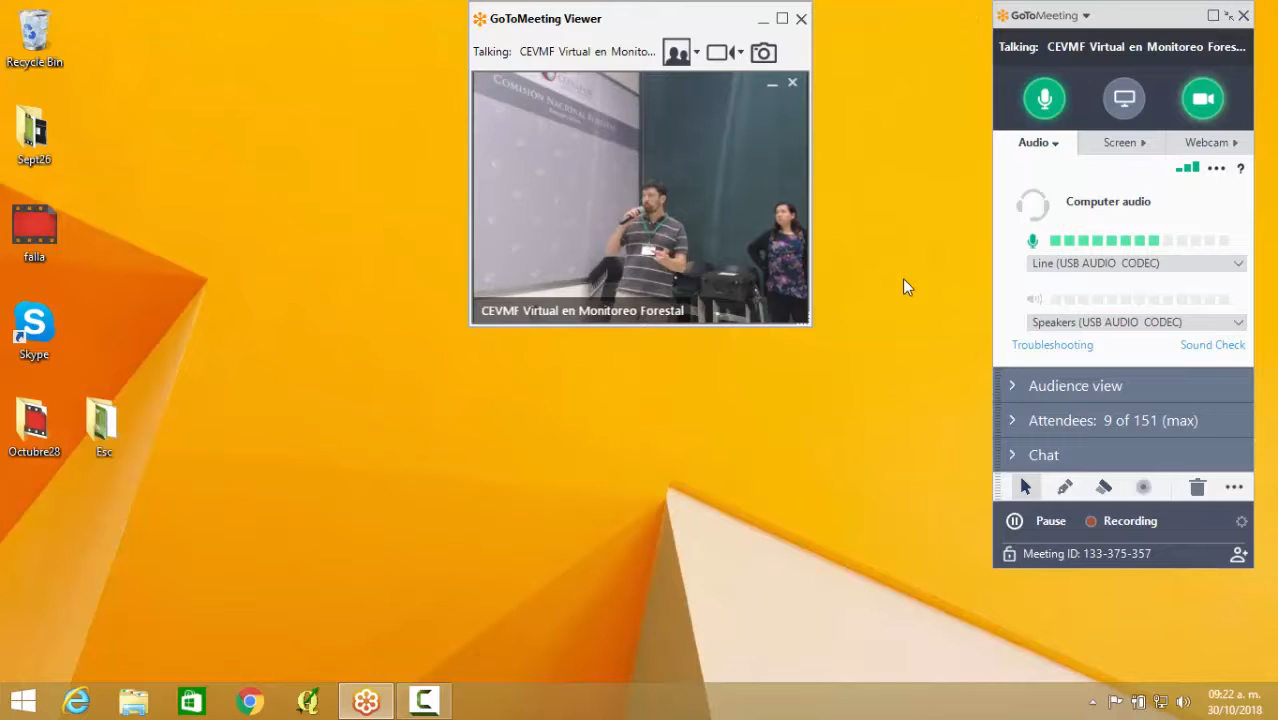 Recycle Bin
Sept26
falla
Skype
Octubre28
Esc
GoToMeeting Viewer
Talking: CEVMF Virtual en Monito...
COMISIÓN NACIONAL FORESTAL
CEVMF Virtual en Monitoreo Forestal
GoToMeeting
Talking: CEVMF Virtual en Monitoreo Fores...
Audio
Screen
Webcam
?
Computer audio
Line (USB AUDIO CODEC)
Speakers (USB AUDIO CODEC)
Troubleshooting
Sound Check
Audience view
Attendees: 9 of 151 (max)
Chat
Pause
Recording
Meeting ID: 133-375-357
09:22 a. m.
30/10/2018